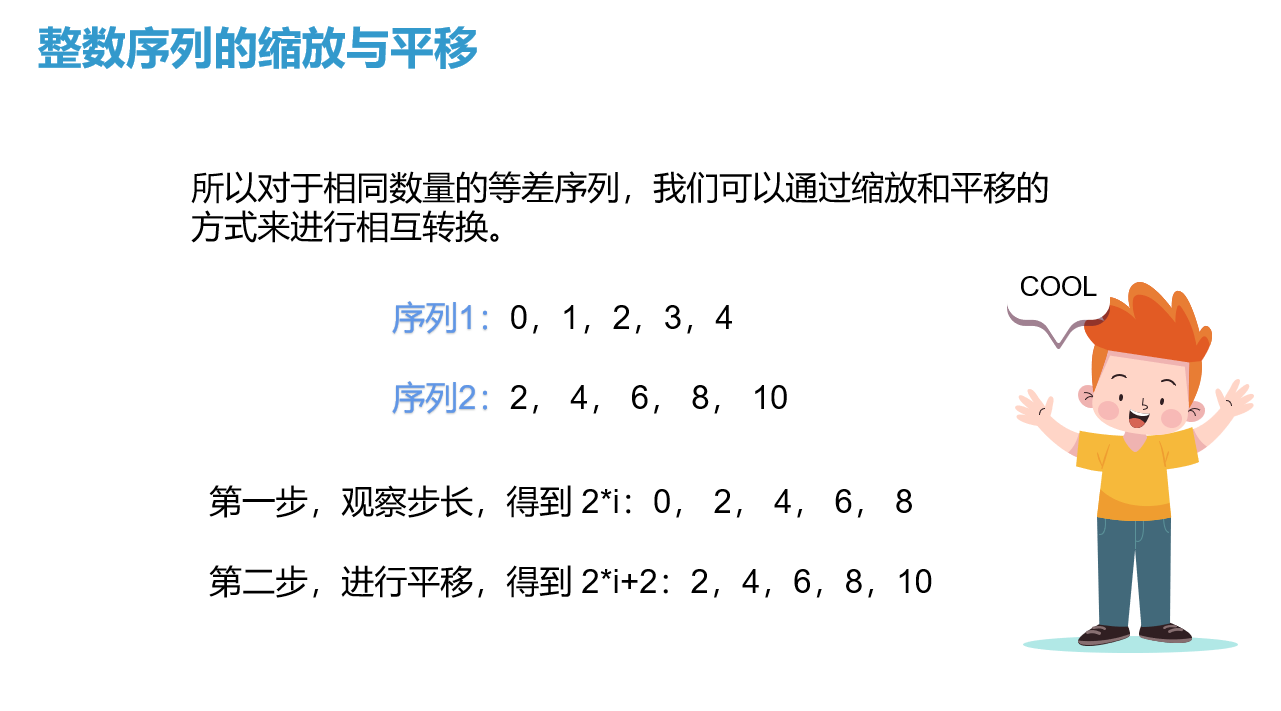 整数序列的缩放与平移
所以对于相同数量的等差序列，我们可以通过缩放和平移的
方式来进行相互转换。
COOL
序列1：0，1，2，3，4
序列2：2， 4， 6， 8， 10
第一步，观察步长，得到 2*i：0， 2， 4， 6， 8
第二步，进行平移，得到 2*i+2：2，4，6，8，10